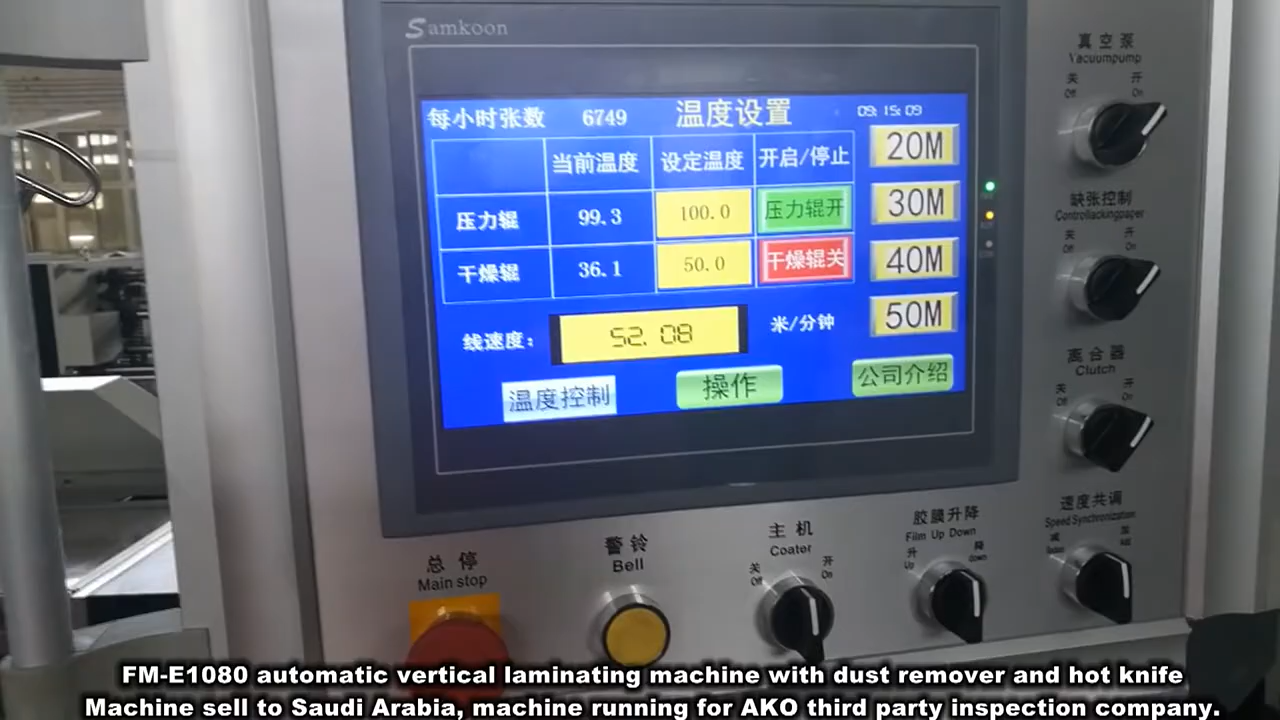 Samkoon
每小时张数 6749 温度设置 09:15:09
当前温度 设定温度 开启/停止
压力辊 99.3 100.0 压力辊开
干燥辊 36.1 50.0 干燥辊关
线速度： 52.08 米/分钟
20M
30M
40M
50M
温度控制 操作 公司介绍
真空泵
Vacuumpump
关 开
Off On
缺张控制
Controllackingpaper
关 开
Off On
离合器
Clutch
关 开
Off On
速度共调
Speed Synchronization
减 加
Add
总停
Main stop
警铃
Bell
主机
Coater
关 开
Off On
胶膜升降
Film Up Down
升 降
Up down
FM-E1080 automatic vertical laminating machine with dust remover and hot knife
Machine sell to Saudi Arabia, machine running for AKO third party inspection company.